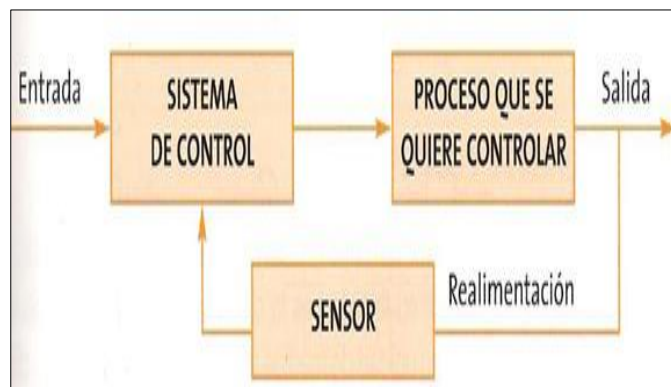 Entrada
SISTEMA
DE CONTROL
PROCESO QUE SE
QUIERE CONTROLAR
Salida
Realimentación
SENSOR